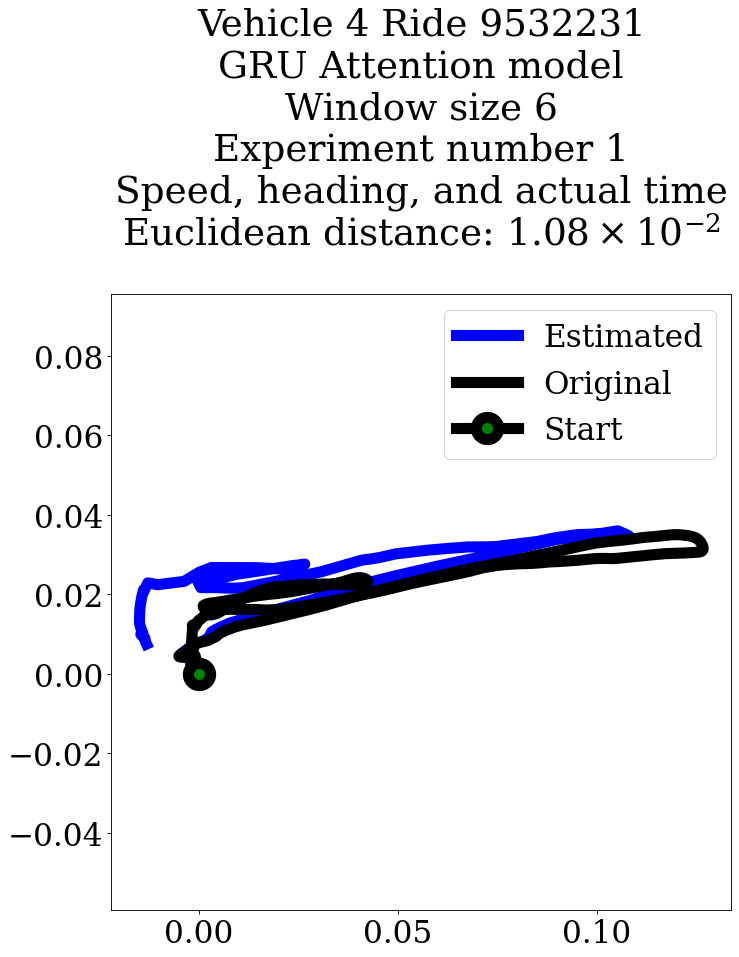 Vehicle 4 Ride 9532231
GRU Attention model
Window size 6
Experiment number 1
Speed, heading, and actual time
Euclidean distance: 1.08 × 10⁻²
Estimated
Original
Start
0.08
0.06
0.04
0.02
0.00
−0.02
−0.04
0.00 0.05 0.10